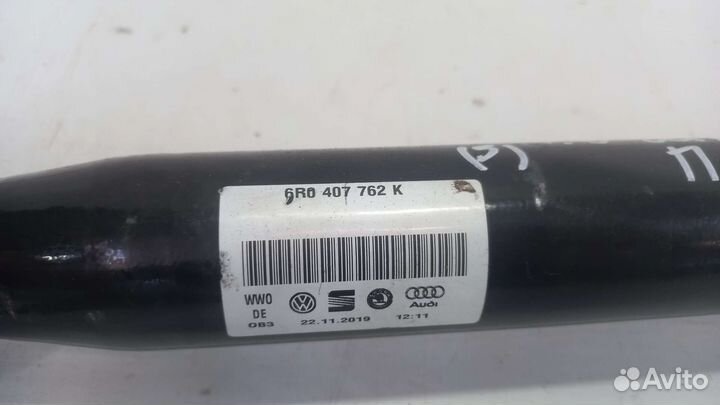 6R0 407 762 K
WWO
DE
OB3
Audi
22.11.2019 12:11
Avito